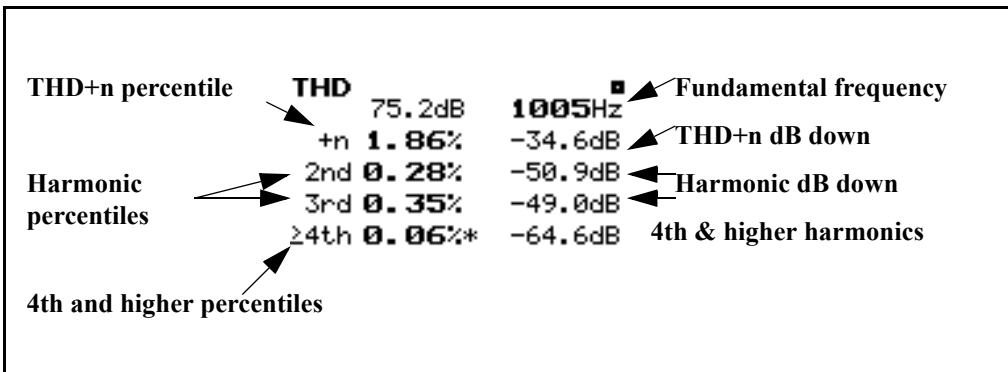 THD+n percentile THD Fundamental frequency
75.2dB 1005Hz
+n 1.86% -34.6dB THD+n dB down
2nd 0.28% -50.9dB
Harmonic percentiles 3rd 0.35% -49.0dB Harmonic dB down
≥4th 0.06%* -64.6dB 4th & higher harmonics
4th and higher percentiles